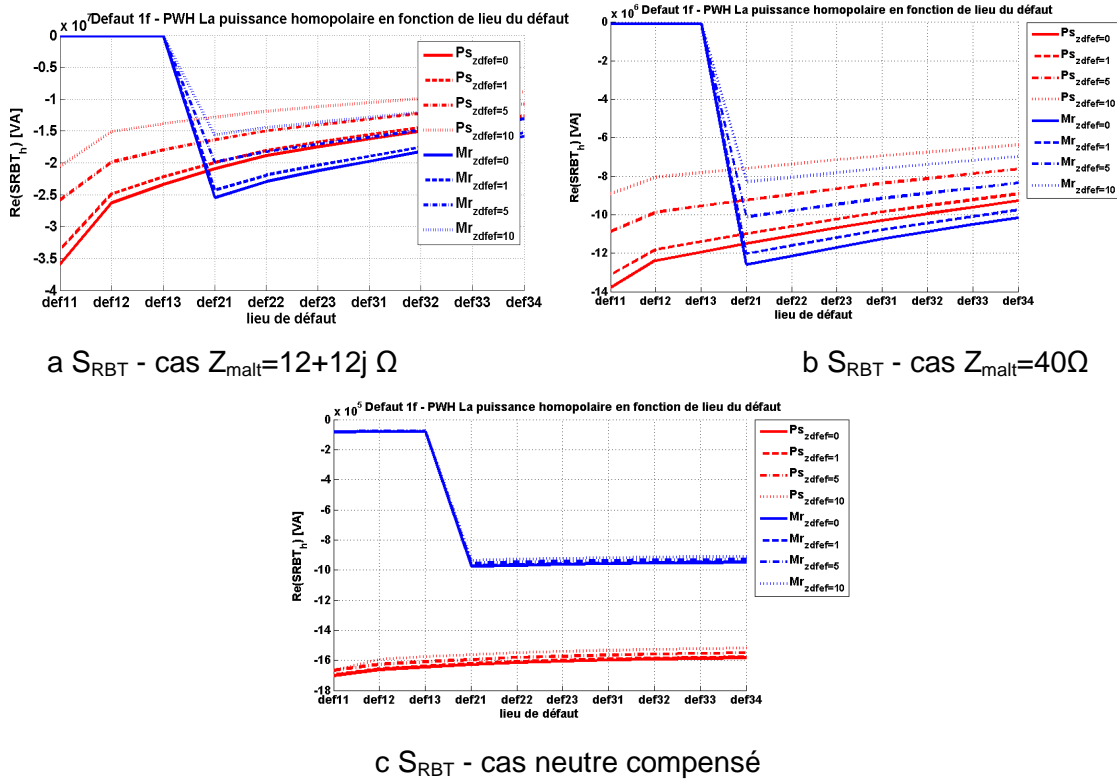 x 10^7 Defaut 1f - PWH La puissance homopolaire en fonction de lieu du défaut
0
-0.5
-1
-1.5
-2
-2.5
-3
-3.5
-4
Re(SRBT_h) [VA]
def11 def12 def13 def21 def22 def23 def31 def32 def33 def34
lieu de défaut
Ps_zdfef=0
Ps_zdfef=1
Ps_zdfef=5
Ps_zdfef=10
Mr_zdfef=0
Mr_zdfef=1
Mr_zdfef=5
Mr_zdfef=10
a S_RBT - cas Z_malt=12+12j Ω
x 10^6 Defaut 1f - PWH La puissance homopolaire en fonction de lieu du défaut
0
-2
-4
-6
-8
-10
-12
-14
Re(SRBT_h) [VA]
def11 def12 def13 def21 def22 def23 def31 def32 def33 def34
lieu de défaut
Ps_zdfef=0
Ps_zdfef=1
Ps_zdfef=5
Ps_zdfef=10
Mr_zdfef=0
Mr_zdfef=1
Mr_zdfef=5
Mr_zdfef=10
b S_RBT - cas Z_malt=40Ω
x 10^5 Defaut 1f - PWH La puissance homopolaire en fonction de lieu du défaut
0
-2
-4
-6
-8
-10
-12
-14
-16
-18
Re(SRBT_h) [VA]
def11 def12 def13 def21 def22 def23 def31 def32 def33 def34
lieu de défaut
Ps_zdfef=0
Ps_zdfef=1
Ps_zdfef=5
Ps_zdfef=10
Mr_zdfef=0
Mr_zdfef=1
Mr_zdfef=5
Mr_zdfef=10
c S_RBT - cas neutre compensé